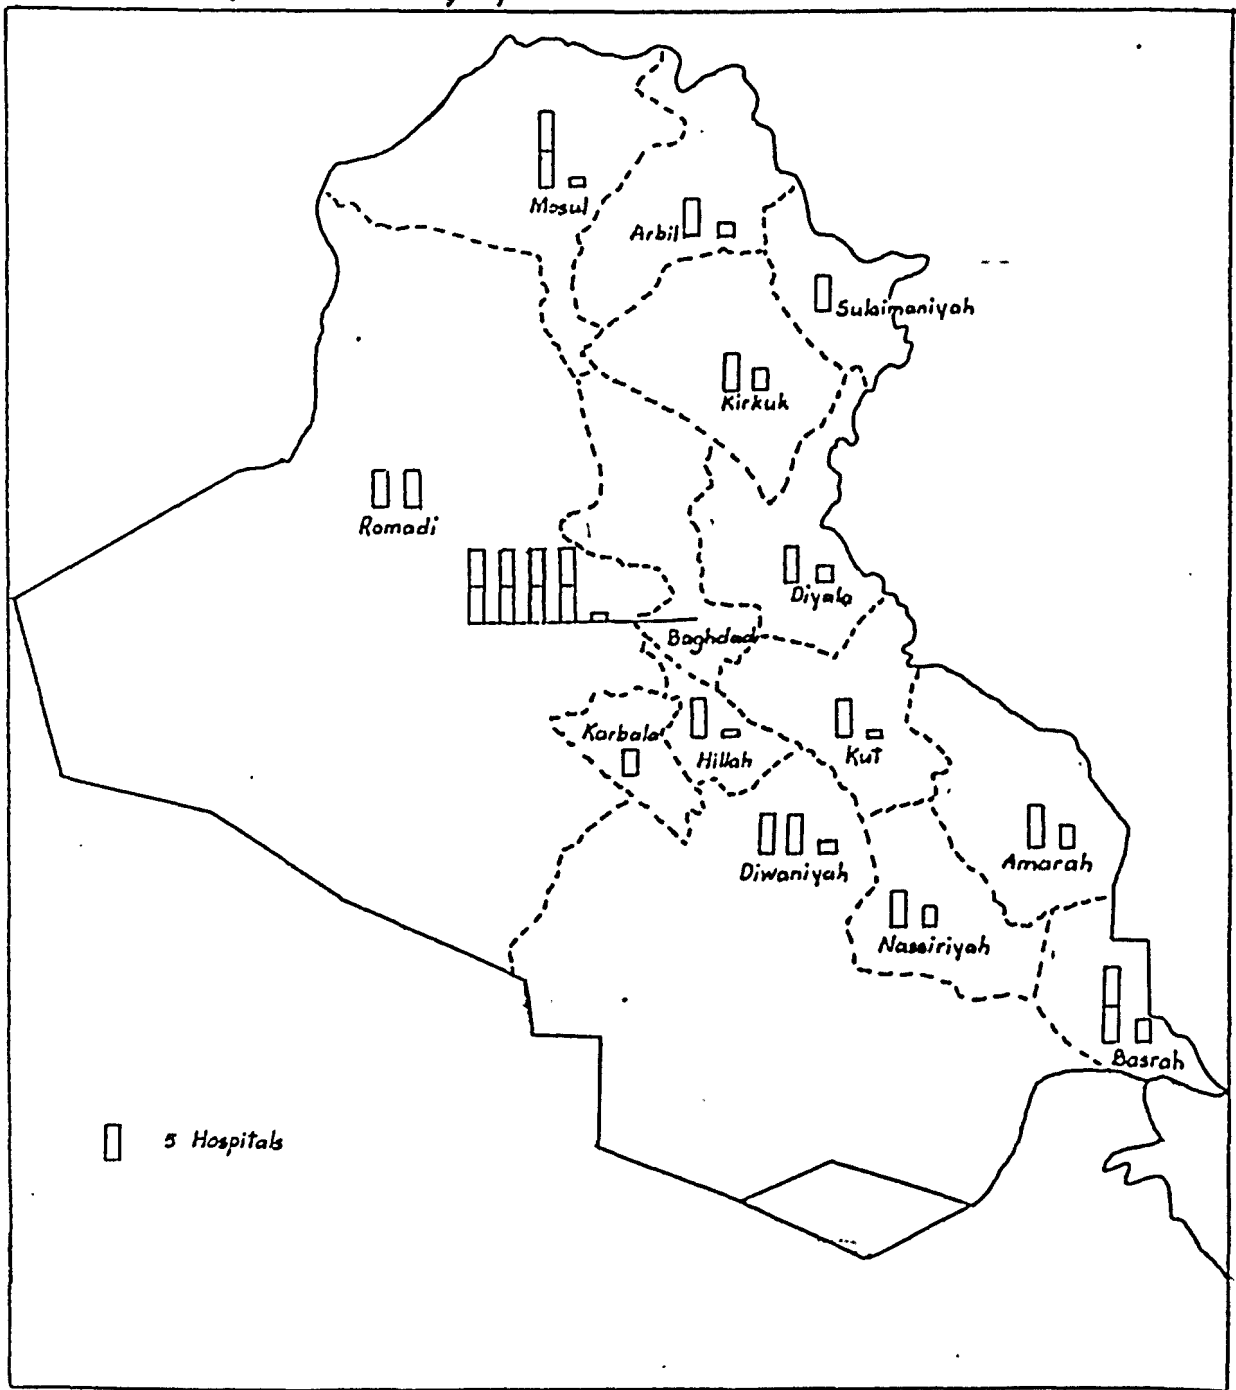 Mosul
Arbil
Sulaimaniyah
Kirkuk
Romadi
Diyala
Baghdad
Karbala
Hillah
Kut
Diwaniyah
Amarah
Nassiriyah
Basrah
5 Hospitals